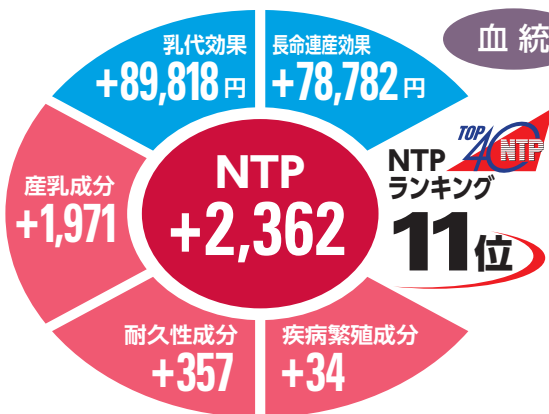 血統
乳代効果
+89,818円
長命連産効果
+78,782円
TOP
40
NTP
NTP
ランキング
11位
NTP
+2,362
産乳成分
+1,971
耐久性成分
+357
疾病繁殖成分
+34